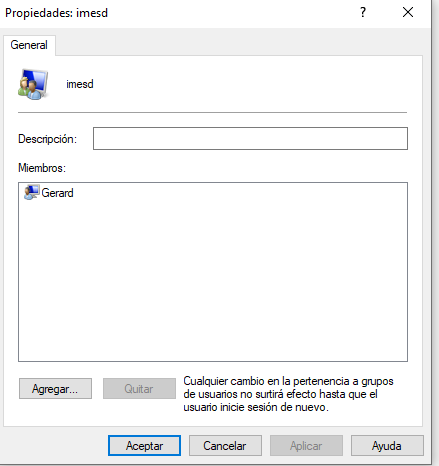 Propiedades: imesd
?
General
imesd
Descripción:
Miembros:
Gerard
Agregar...
Quitar
Cualquier cambio en la pertenencia a grupos
de usuarios no surtirá efecto hasta que el
usuario inicie sesión de nuevo.
Aceptar
Cancelar
Aplicar
Ayuda